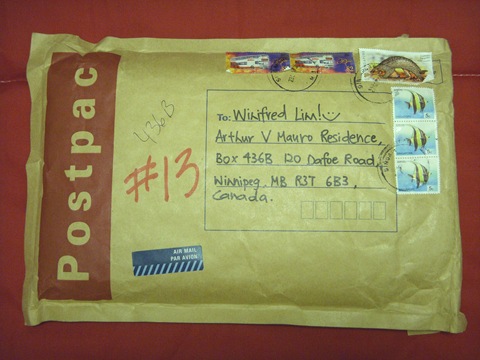 Postpac
436B
#13
To: Winifred Lim! :)
Arthur V Mauro Residence,
Box 436B 120 Dafoe Road,
Winnipeg, MB R3T 6B3,
Canada.
AIR MAIL
PAR AVION